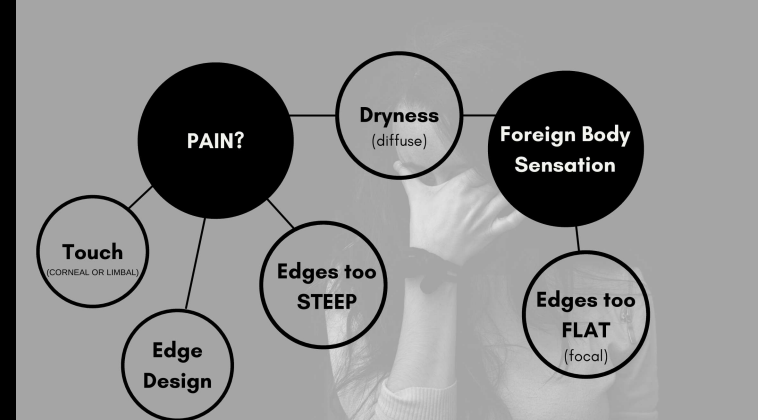 PAIN?
Dryness
(diffuse)
Foreign Body
Sensation
Touch
(CORNEAL OR LIMBAL)
Edges too
STEEP
Edge
Design
Edges too
FLAT
(focal)